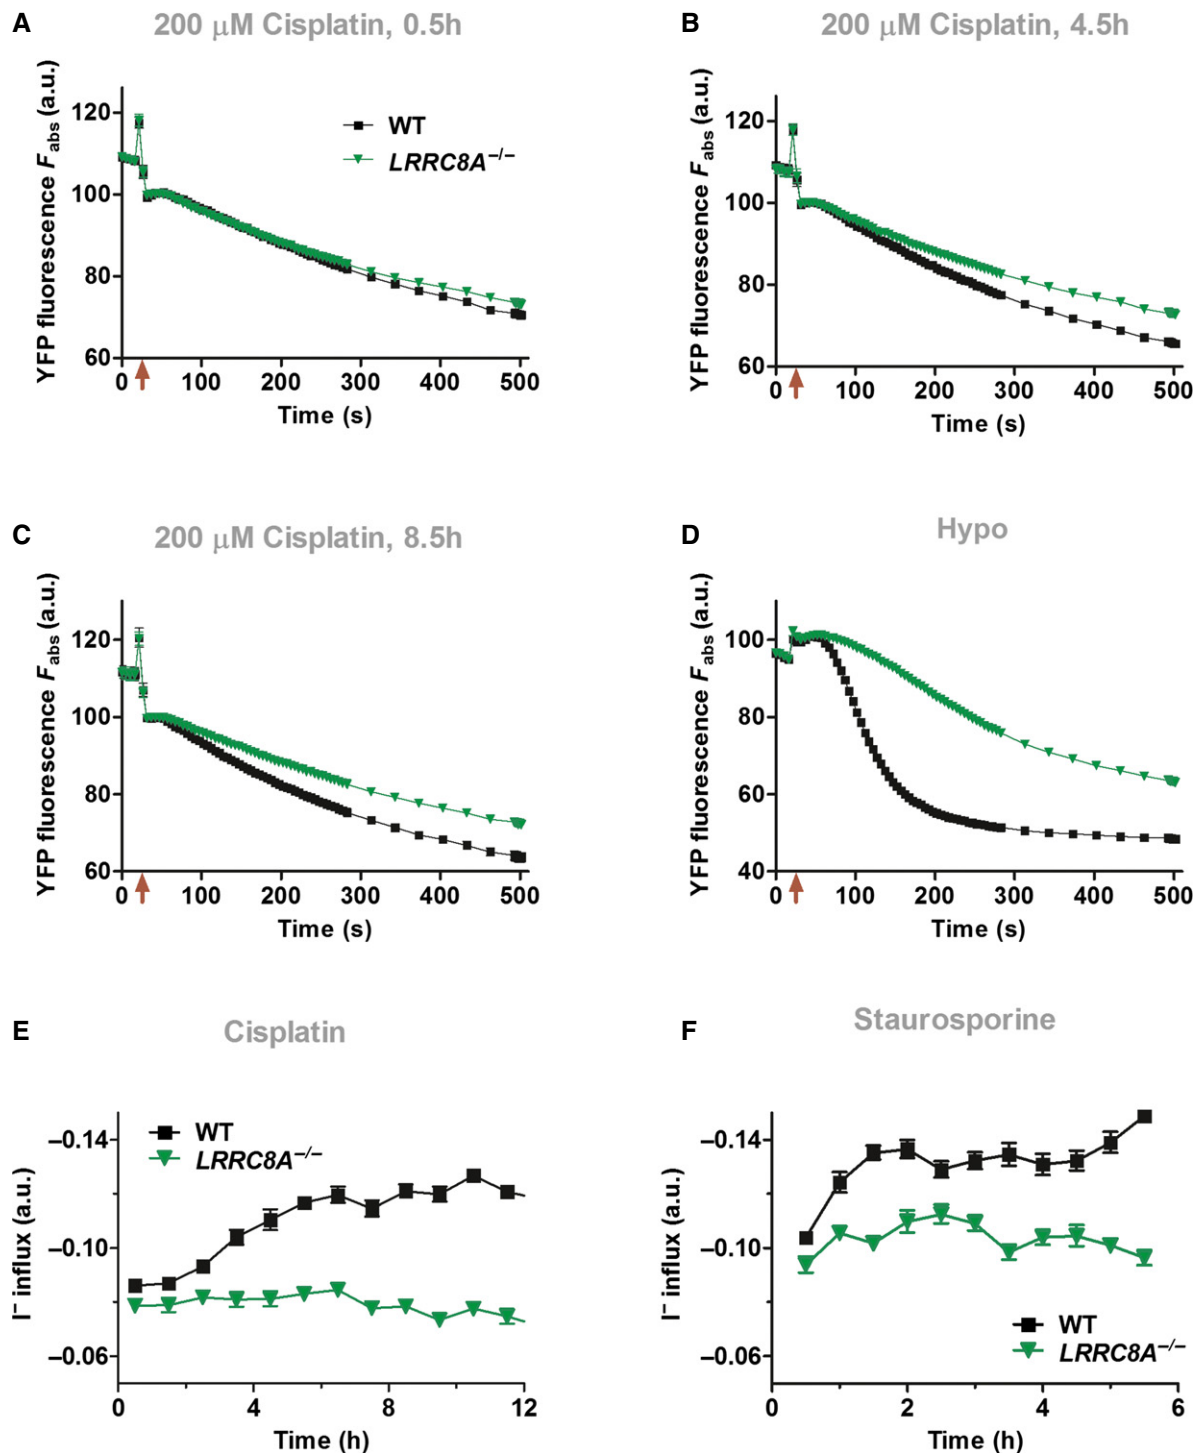 A
200 μM Cisplatin, 0.5h
YFP fluorescence Fabs (a.u.)
120
100
80
60
WT
LRRC8A−/−
0 100 200 300 400 500
Time (s)
B
200 μM Cisplatin, 4.5h
YFP fluorescence Fabs (a.u.)
120
100
80
60
0 100 200 300 400 500
Time (s)
C
200 μM Cisplatin, 8.5h
YFP fluorescence Fabs (a.u.)
120
100
80
60
0 100 200 300 400 500
Time (s)
D
Hypo
YFP fluorescence Fabs (a.u.)
100
80
60
40
0 100 200 300 400 500
Time (s)
E
Cisplatin
I− influx (a.u.)
−0.14
−0.10
−0.06
WT
LRRC8A−/−
0 4 8 12
Time (h)
F
Staurosporine
I− influx (a.u.)
−0.14
−0.10
−0.06
WT
LRRC8A−/−
0 2 4 6
Time (h)